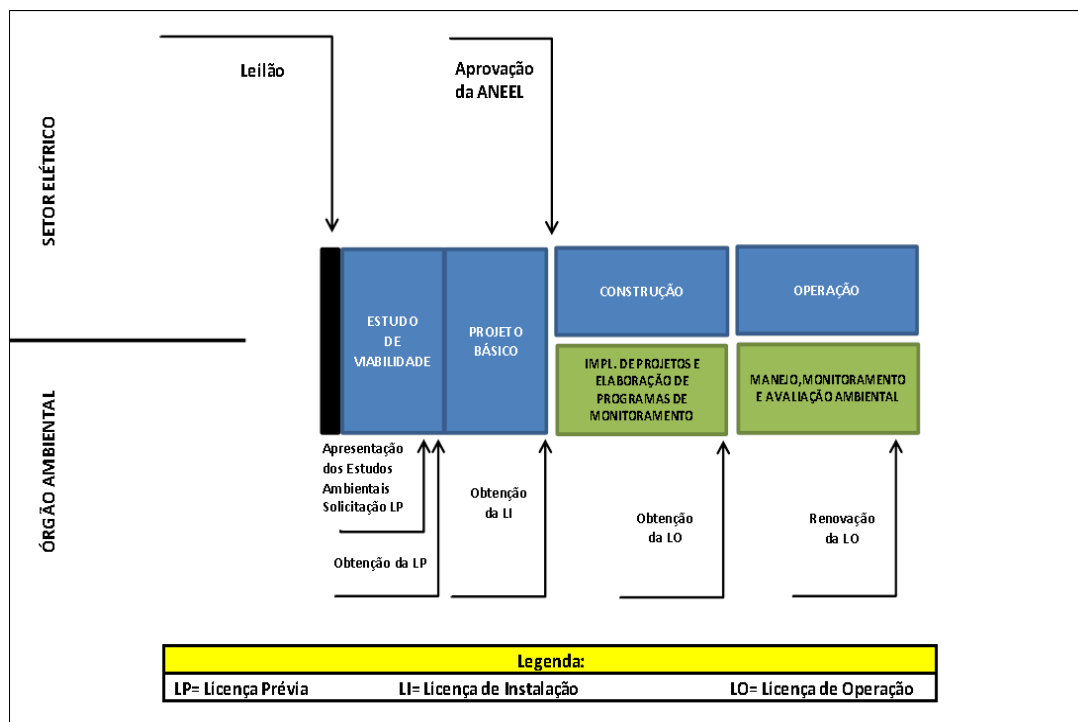 SETOR ELÉTRICO
Leilão
Aprovação
da ANEEL
ESTUDO
DE
VIABILIDADE
PROJETO
BÁSICO
CONSTRUÇÃO
OPERAÇÃO
IMPL. DE PROJETOS E
ELABORAÇÃO DE
PROGRAMAS DE
MONITORAMENTO
MANEJO, MONITORAMENTO
E AVALIAÇÃO AMBIENTAL
ÓRGÃO AMBIENTAL
Apresentação
dos Estudos
Ambientais
Solicitação LP
Obtenção da LP
Obtenção
da LI
Obtenção
da LO
Renovação
da LO
Legenda:
LP= Licença Prévia LI= Licença de Instalação LO= Licença de Operação